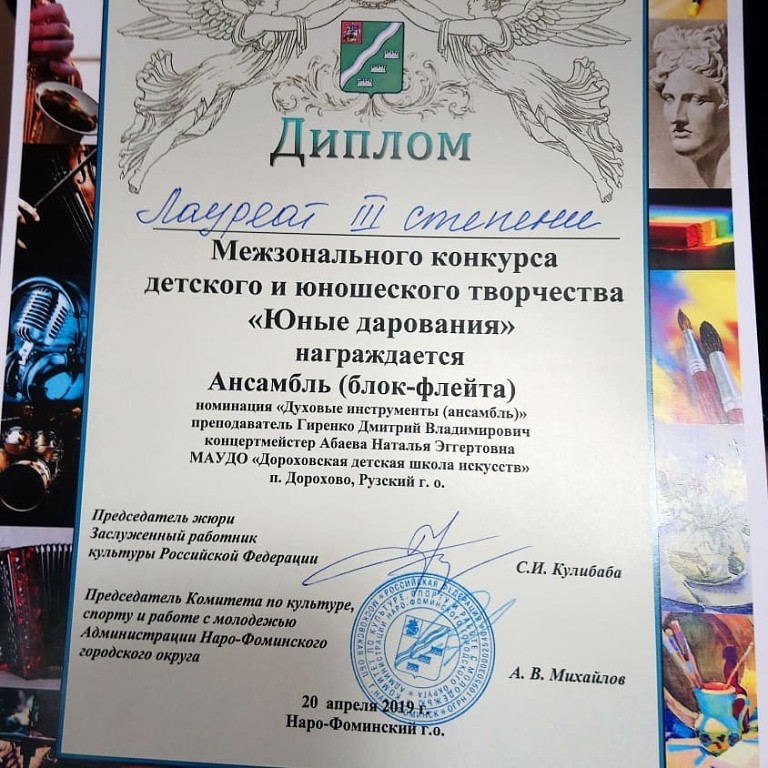 Диплом
Лауреат III степени
Межзонального конкурса
детского и юношеского творчества
«Юные дарования»
награждается
Ансамбль (блок-флейта)
номинация «Духовые инструменты (ансамбль)»
преподаватель Гиренко Дмитрий Владимирович
концертмейстер Абаева Наталья Эггертовна
МАУДО «Дороховская детская школа искусств»
п. Дорохово, Рузский г. о.
Председатель жюри
Заслуженный работник
культуры Российской Федерации
С.И. Кулибаба
Председатель Комитета по культуре,
спорту и работе с молодежью
Администрации Наро-Фоминского
городского округа
А. В. Михайлов
20 апреля 2019 г.
Наро-Фоминский г.о.